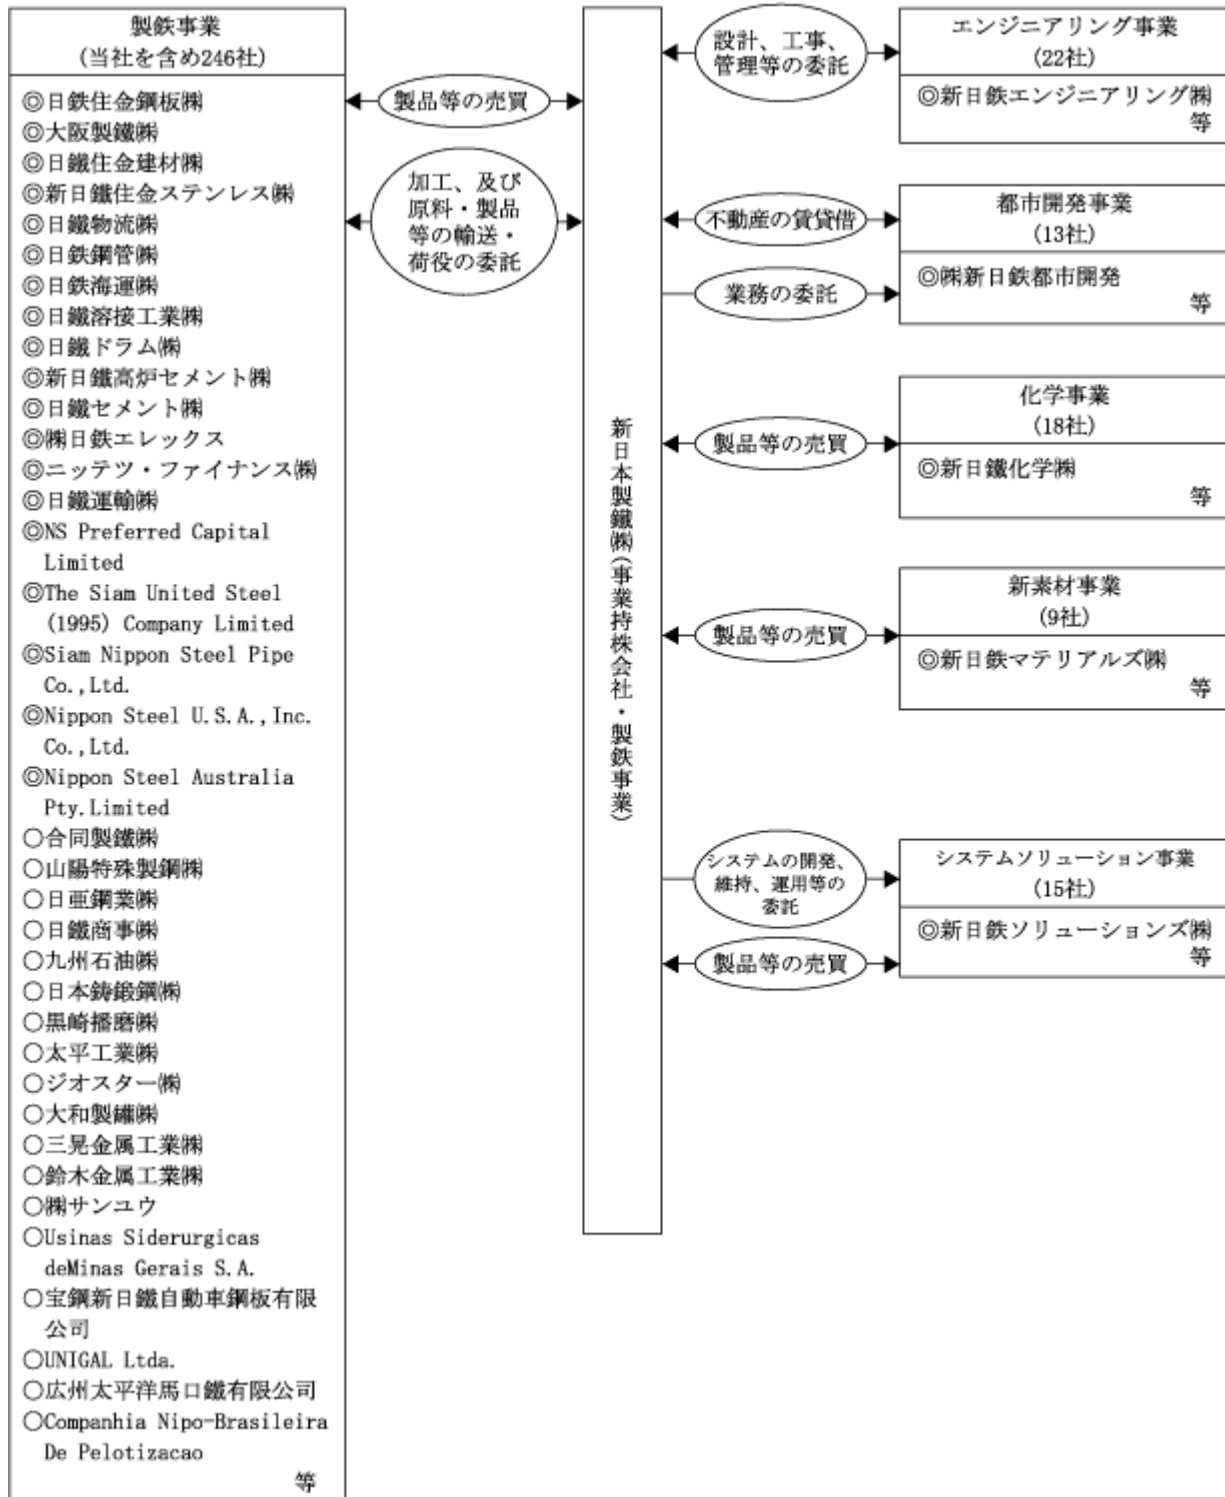 製鉄事業
(当社を含め246社)
◎日鉄住金鋼板㈱
◎大阪製鐵㈱
◎日鐵住金建材㈱
◎新日鐵住金ステンレス㈱
◎日鐵物流㈱
◎日鉄鋼管㈱
◎日鉄海運㈱
◎日鐵溶接工業㈱
◎日鐵ドラム㈱
◎新日鐵高炉セメント㈱
◎日鐵セメント㈱
◎㈱日鉄エレックス
◎ニッテツ・ファイナンス㈱
◎日鐵運輸㈱
◎NS Preferred Capital
Limited
◎The Siam United Steel
(1995) Company Limited
◎Siam Nippon Steel Pipe
Co.,Ltd.
◎Nippon Steel U.S.A.,Inc.
Co.,Ltd.
◎Nippon Steel Australia
Pty.Limited
○合同製鐵㈱
○山陽特殊製鋼㈱
○日亜鋼業㈱
○日鐵商事㈱
○九州石油㈱
○日本鋳鍛鋼㈱
○黒崎播磨㈱
○太平工業㈱
○ジオスター㈱
○大和製罐㈱
○三晃金属工業㈱
○鈴木金属工業㈱
○㈱サンユウ
○Usinas Siderurgicas
deMinas Gerais S.A.
○宝鋼新日鐵自動車鋼板有限
公司
○UNIGAL Ltda.
○広州太平洋馬口鐵有限公司
○Companhia Nipo-Brasileira
De Pelotizacao
等
製品等の売買
加工、及び
原料・製品
等の輸送・
荷役の委託
新日本製鐵㈱(事業持株会社・製鉄事業)
設計、工事、
管理等の委託
エンジニアリング事業
(22社)
◎新日鉄エンジニアリング㈱
等
不動産の賃貸借
業務の委託
都市開発事業
(13社)
◎㈱新日鉄都市開発
等
製品等の売買
化学事業
(18社)
◎新日鐵化学㈱
等
製品等の売買
新素材事業
(9社)
◎新日鉄マテリアルズ㈱
等
システムの開発、
維持、運用等の
委託
製品等の売買
システムソリューション事業
(15社)
◎新日鉄ソリューションズ㈱
等